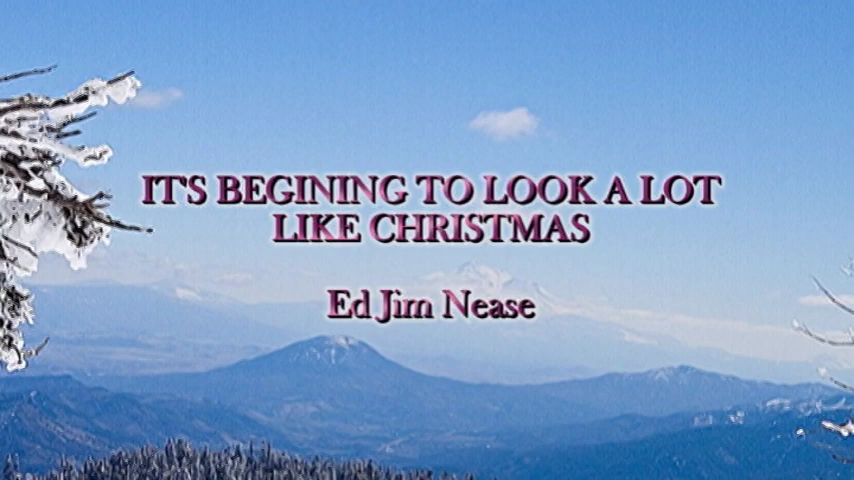 IT'S BEGINING TO LOOK A LOT
LIKE CHRISTMAS
Ed Jim Nease